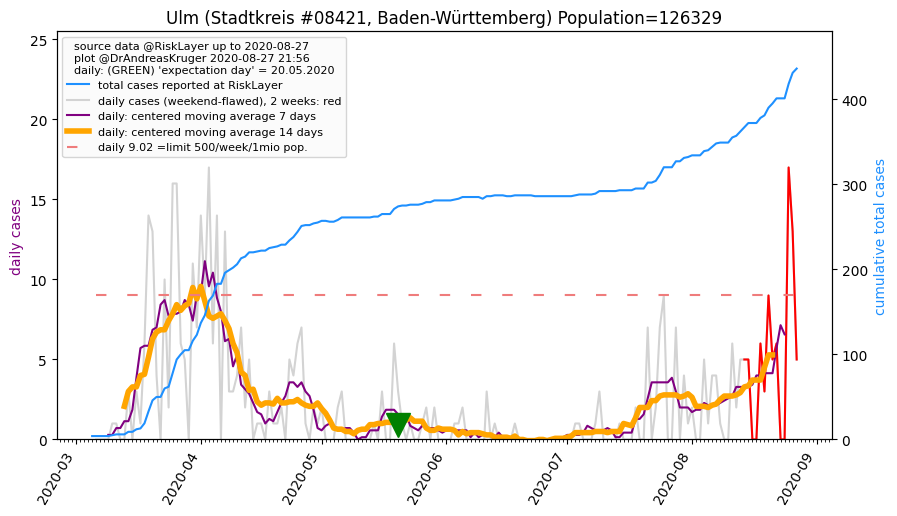 Ulm (Stadtkreis #08421, Baden-Württemberg) Population=126329
source data @RiskLayer up to 2020-08-27
plot @DrAndreasKruger 2020-08-27 21:56
daily: (GREEN) 'expectation day' = 20.05.2020
total cases reported at RiskLayer
daily cases (weekend-flawed), 2 weeks: red
daily: centered moving average 7 days
daily: centered moving average 14 days
daily 9.02 =limit 500/week/1mio pop.
daily cases
25
20
15
10
5
0
cumulative total cases
400
300
200
100
0
2020-03
2020-04
2020-05
2020-06
2020-07
2020-08
2020-09